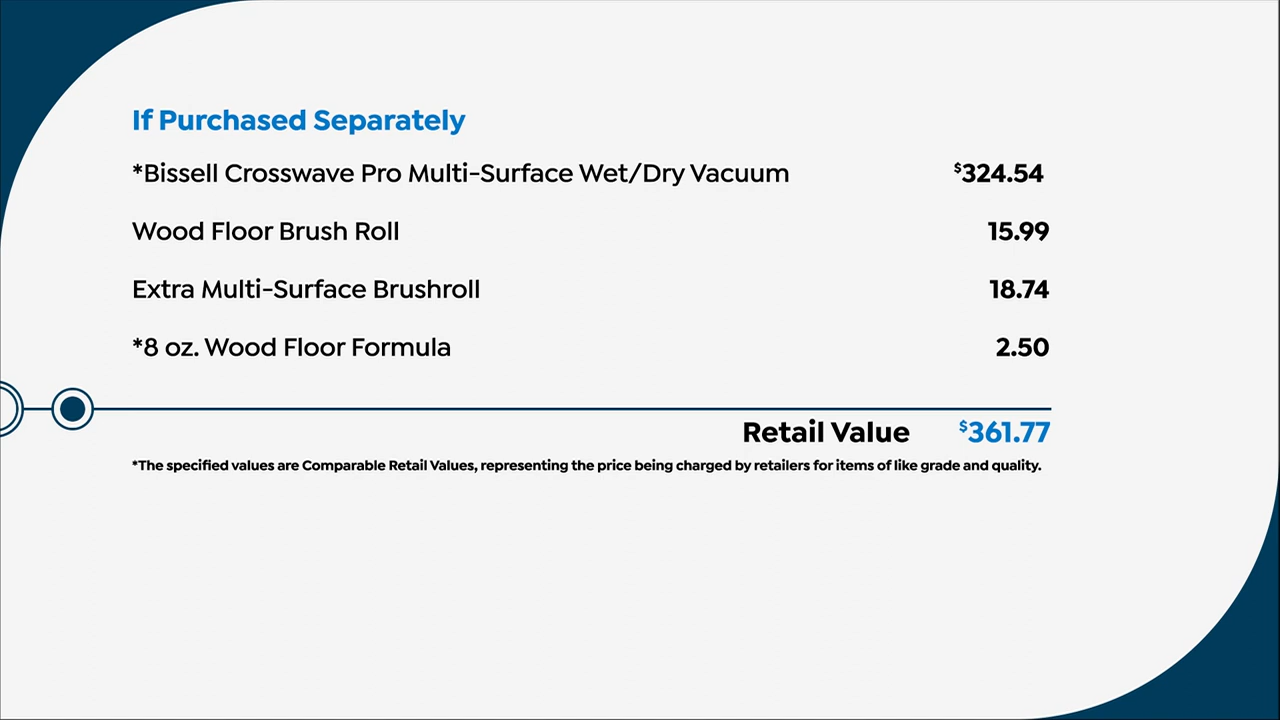 If Purchased Separately
*Bissell Crosswave Pro Multi-Surface Wet/Dry Vacuum $324.54
Wood Floor Brush Roll 15.99
Extra Multi-Surface Brushroll 18.74
*8 oz. Wood Floor Formula 2.50
Retail Value $361.77
*The specified values are Comparable Retail Values, representing the price being charged by retailers for items of like grade and quality.